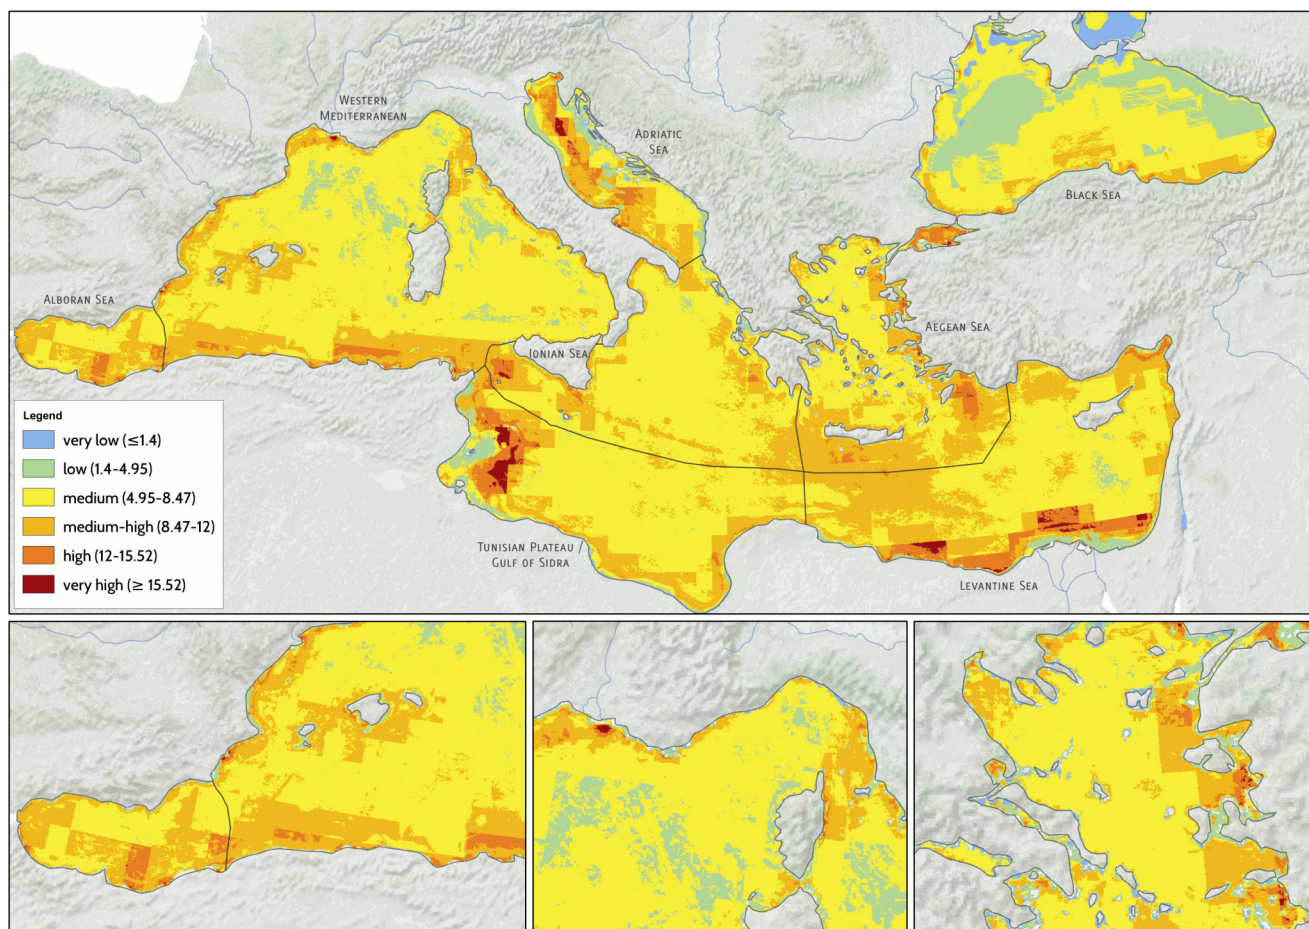 WESTERN
MEDITERRANEAN
ADRIATIC
SEA
BLACK SEA
ALBORAN SEA
IONIAN SEA
AEGEAN SEA
TUNISIAN PLATEAU /
GULF OF SIDRA
LEVANTINE SEA
Legend
very low (≤1.4)
low (1.4–4.95)
medium (4.95–8.47)
medium–high (8.47–12)
high (12–15.52)
very high (≥ 15.52)